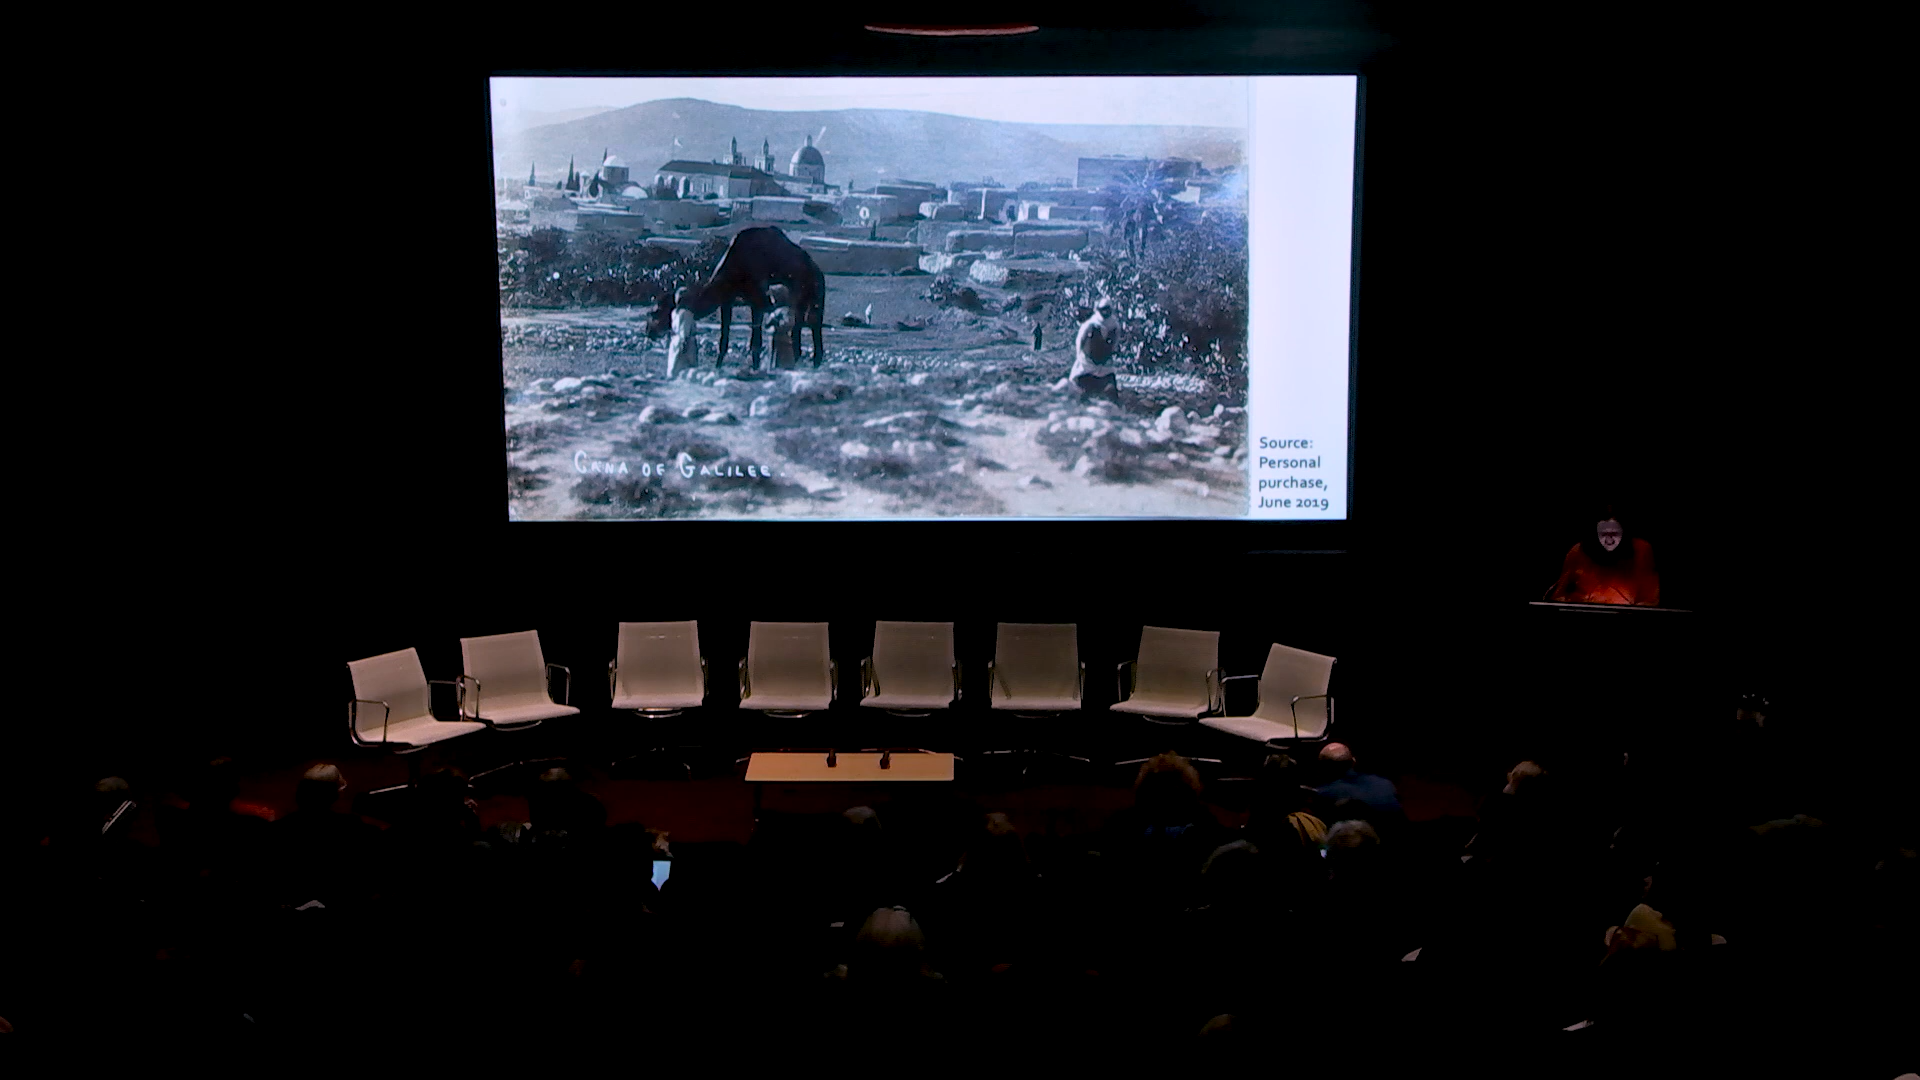 CANA OF GALILEE.
Source:
Personal
purchase,
June 2019